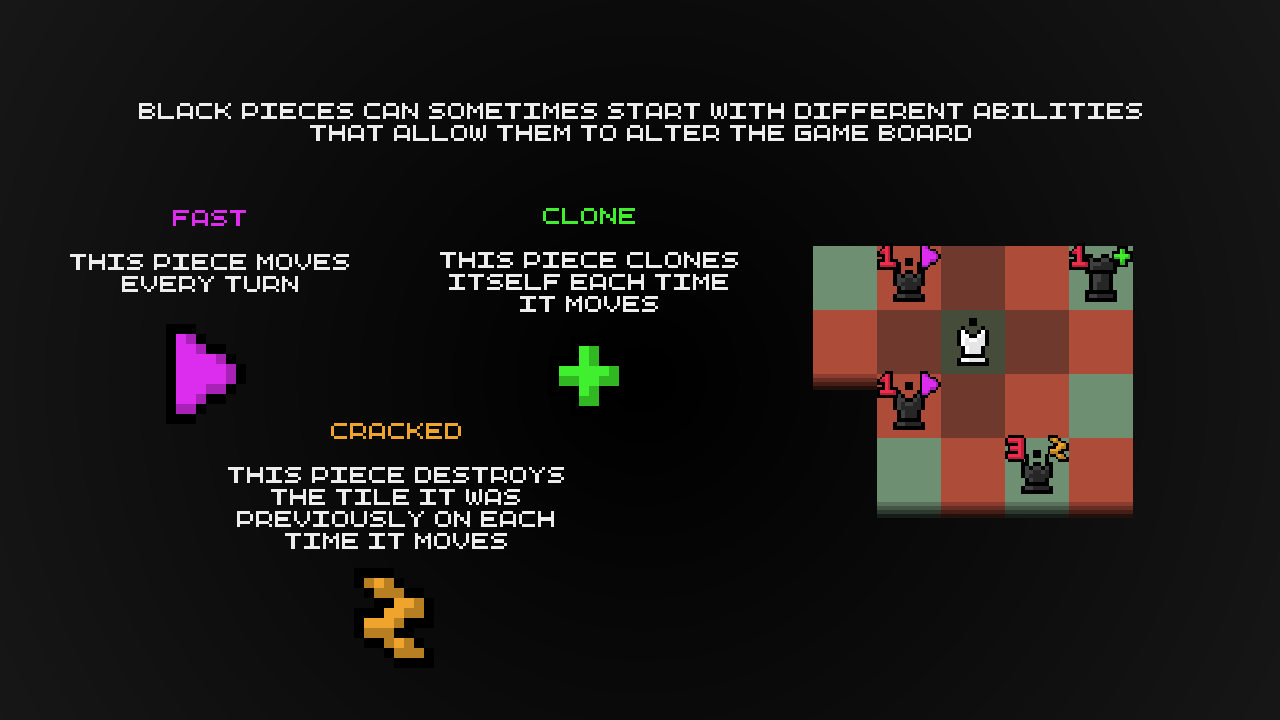 BLACK PIECES CAN SOMETIMES START WITH DIFFERENT ABILITIES
THAT ALLOW THEM TO ALTER THE GAME BOARD
FAST
THIS PIECE MOVES
EVERY TURN
CLONE
THIS PIECE CLONES
ITSELF EACH TIME
IT MOVES
CRACKED
THIS PIECE DESTROYS
THE TILE IT WAS
PREVIOUSLY ON EACH
TIME IT MOVES
1
1
1
3